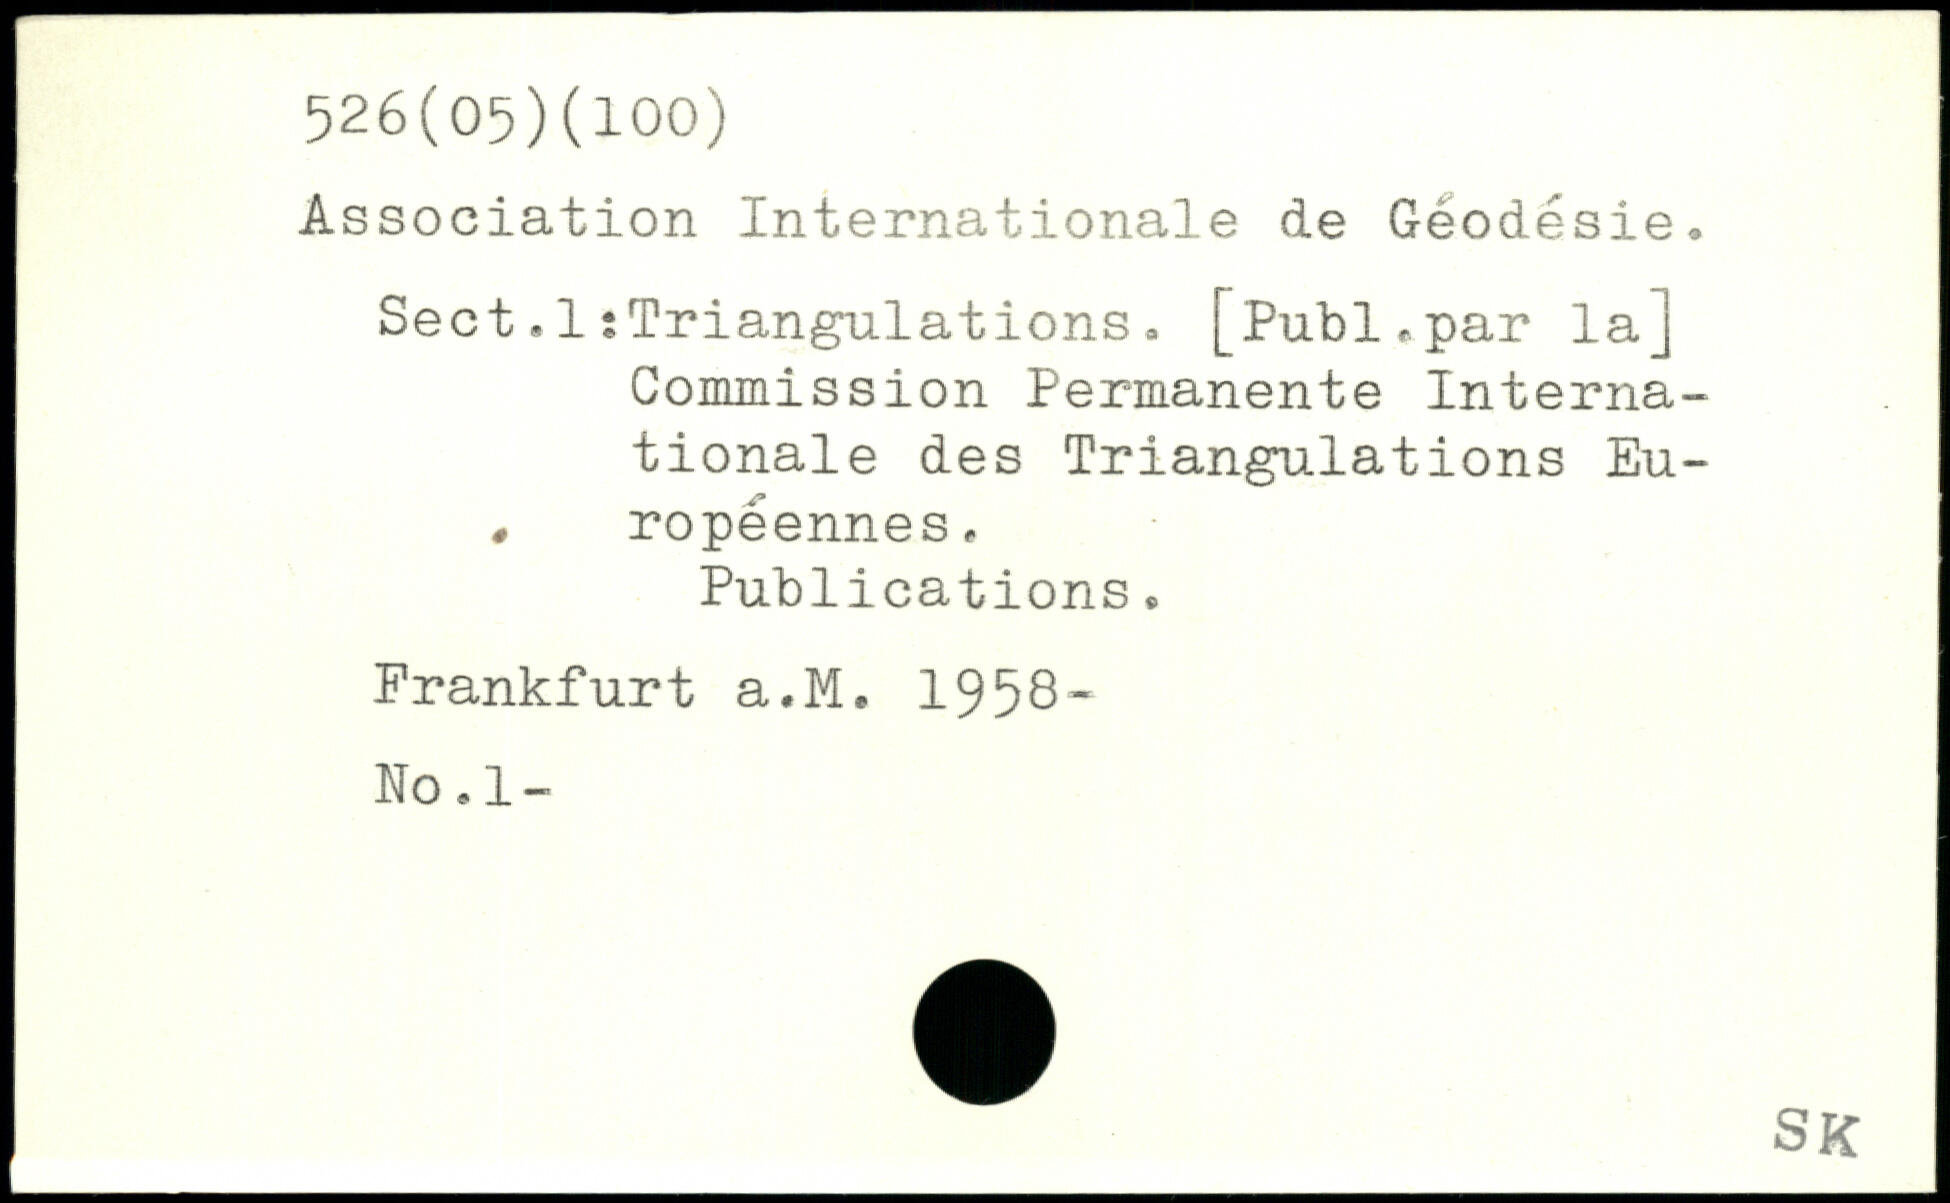 526(05)(100)
Association Internationale de Géodésie.
Sect.1:Triangulations. [Publ.par la]
Commission Permanente Interna-
tionale des Triangulations Eu-
ropéennes.
Publications.
Frankfurt a.M. 1958-
No.1-
SK